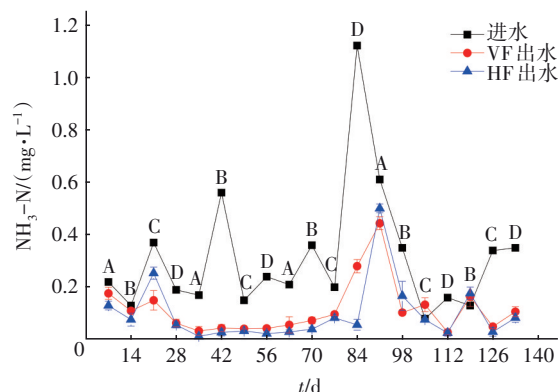 1.2
1.0
0.8
0.6
0.4
0.2
0
NH₃-N/(mg·L⁻¹)
进水
VF出水
HF出水
A
B
C
D
A
B
C
D
A
B
C
D
A
B
C
D
B
C
D
14
28
42
56
70
84
98
112
126
140
t/d